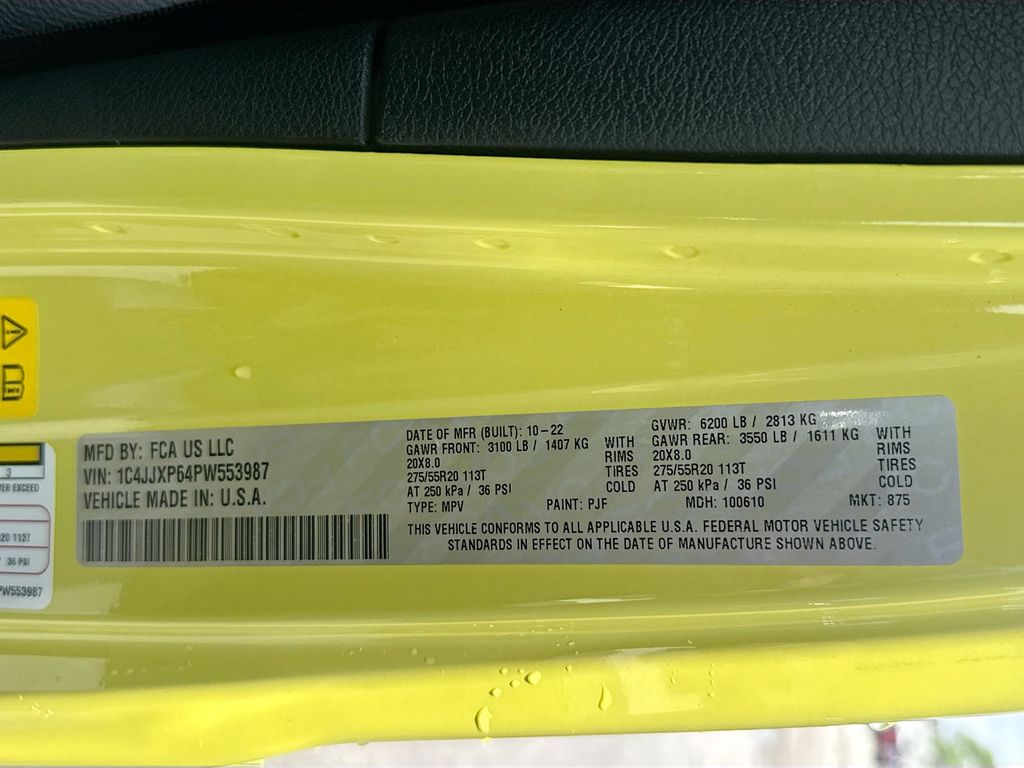 MFD BY: FCA US LLC
VIN: 1C4JJXP64PW553987
VEHICLE MADE IN: U.S.A.
DATE OF MFR (BUILT): 10-22
GAWR FRONT: 3100 LB / 1407 KG WITH
20X8.0 RIMS
275/55R20 113T TIRES
AT 250 kPa / 36 PSI COLD
TYPE: MPV PAINT: PJF
GVWR: 6200 LB / 2813 KG
GAWR REAR: 3550 LB / 1611 KG WITH
20X8.0 RIMS
275/55R20 113T TIRES
AT 250 kPa / 36 PSI COLD
MDH: 100610 MKT: 875
THIS VEHICLE CONFORMS TO ALL APPLICABLE U.S.A. FEDERAL MOTOR VEHICLE SAFETY
STANDARDS IN EFFECT ON THE DATE OF MANUFACTURE SHOWN ABOVE.
3
EXCEED
113T
36 PSI
PW553987